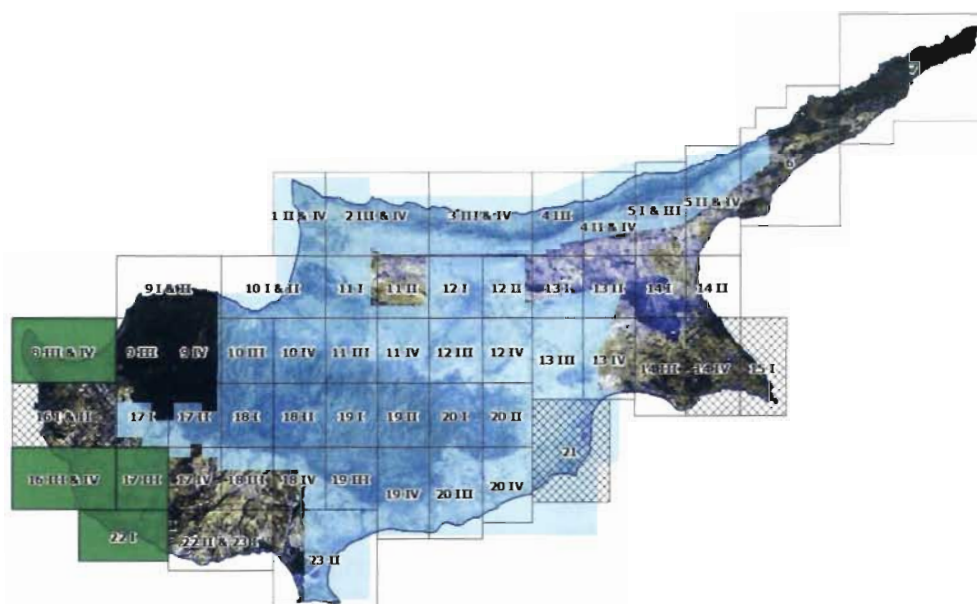 6
1 II & IV 2 III & IV 3 III & IV 4 III 4 II & IV 5 I & III 5 II & IV
9 I & III 10 I & II 11 I 11 II 12 I 12 II 13 I 13 II 14 I 14 II
8 III & IV 9 III 9 IV 10 III 10 IV 11 III 11 IV 12 III 12 IV 13 III 13 IV 14 III 14 IV 15 I
16 I & II 17 I 17 II 18 I 18 II 19 I 19 II 20 I 20 II
21
16 III & IV 17 III 17 IV 18 III 18 IV 19 III 19 IV 20 III 20 IV
22 I 22 II & 23 I 23 II